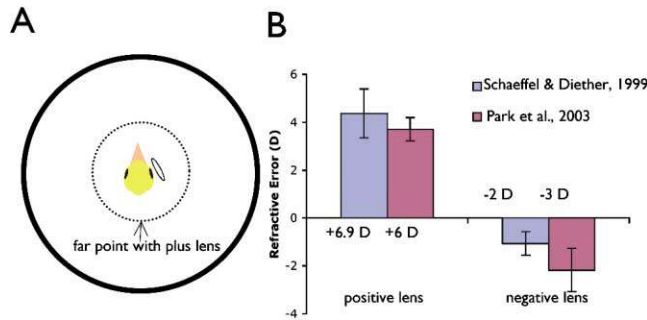 A
far point with plus lens
B
Refractive Error (D)
6
4
2
0
-2
-4
Schaeffel & Diether, 1999
Park et al., 2003
-2 D -3 D
+6.9 D +6 D
positive lens negative lens